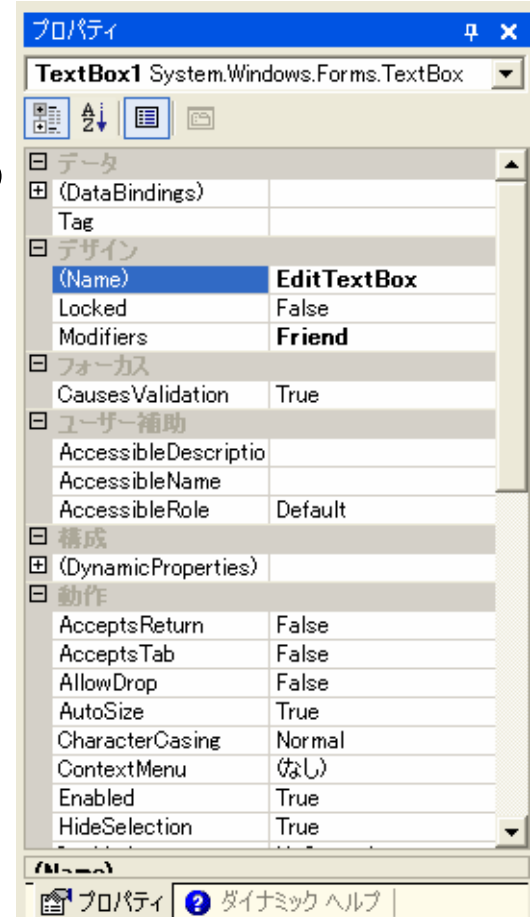 プロパティ
TextBox1 System.Windows.Forms.TextBox
データ
(DataBindings)
Tag
デザイン
(Name) EditTextBox
Locked False
Modifiers Friend
フォーカス
CausesValidation True
ユーザー補助
AccessibleDescriptio
AccessibleName
AccessibleRole Default
構成
(DynamicProperties)
動作
AcceptsReturn False
AcceptsTab False
AllowDrop False
AutoSize True
CharacterCasing Normal
ContextMenu (なし)
Enabled True
HideSelection True
(Name)
プロパティ ダイナミック ヘルプ